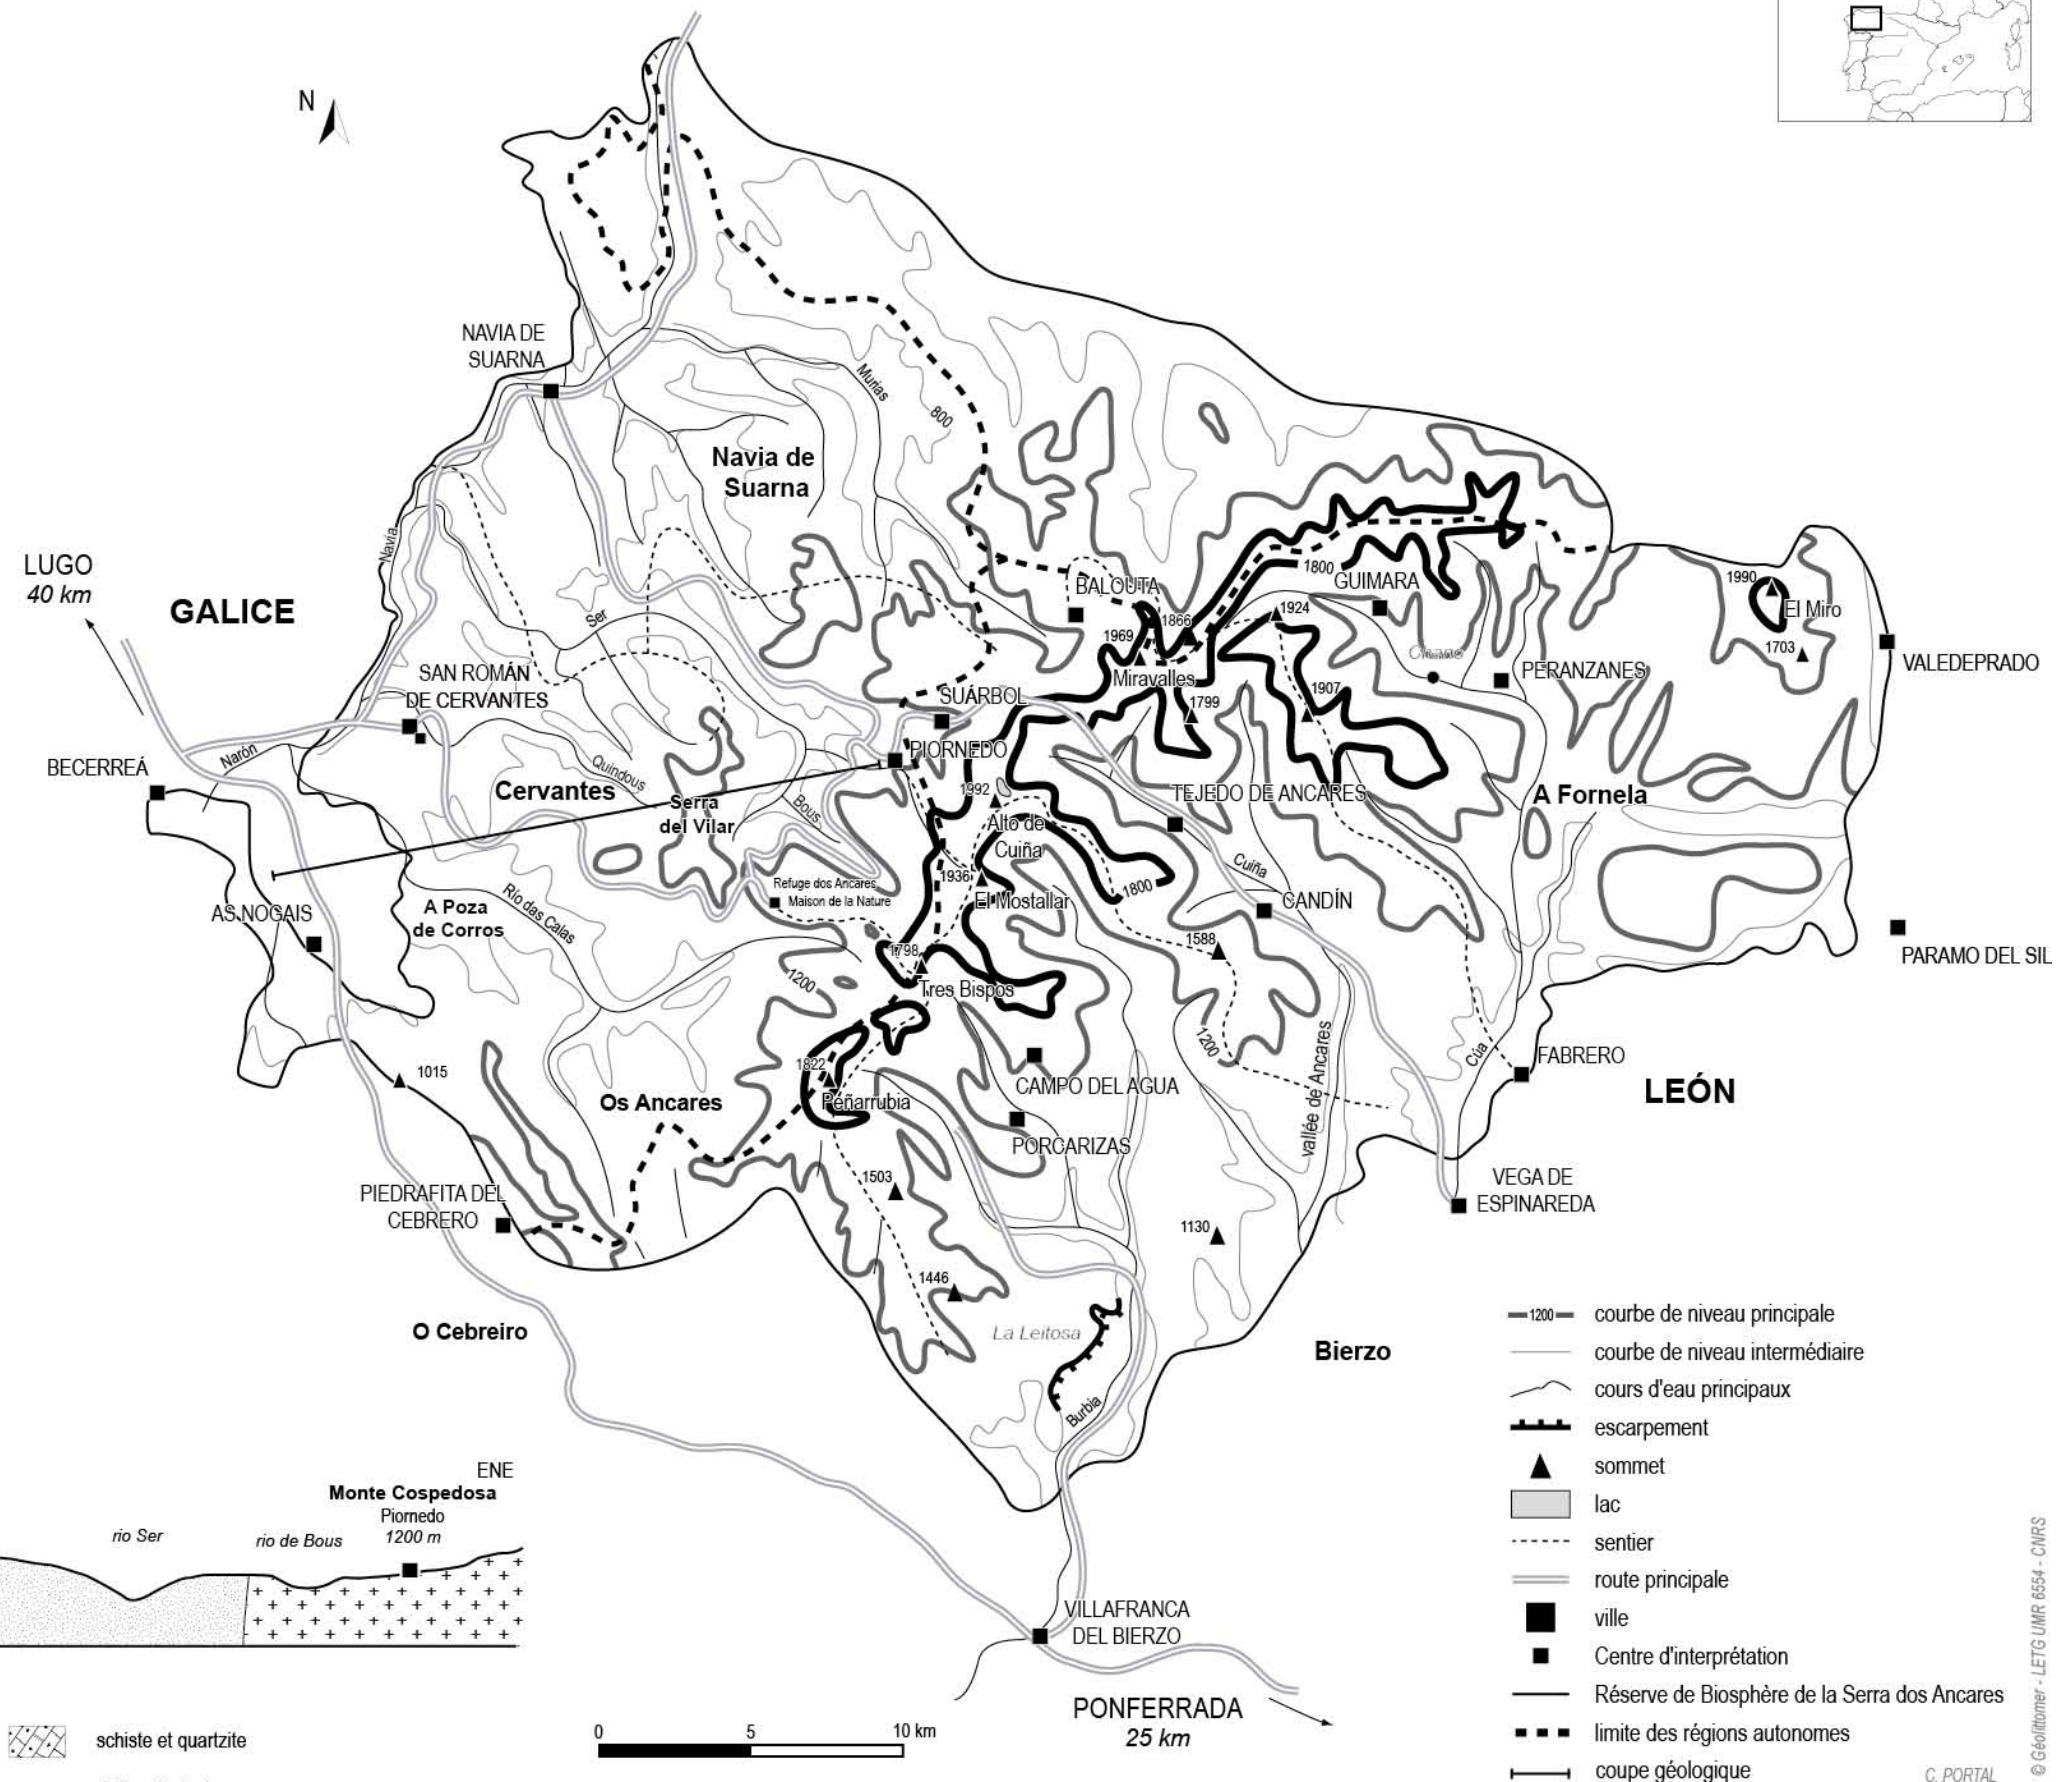 N
NAVIA DE
SUARNA
Murias
800
Navia de
Suarna
LUGO
40 km
GALICE
Navia
Ser
BALOUTA
1800
GUIMARA
1990
El Miro
1703
1866
1924
1969
Chano
PERANZANES
VALEDEPRADO
SAN ROMÁN
DE CERVANTES
Miravalles
1907
SUÁRBOL
1799
Narón
BECERREÁ
Quindous
PIORNEDO
Cervantes
Serra
del Vilar
Bous
1992
TEJEDO DE ANCARES
A Fornela
Alto de
Cuiña
Cuiña
1936
Refuge dos Ancares
Maison de la Nature
El Mostallar
1800
CANDÍN
AS NOGAIS
A Poza
de Corros
Río das Calas
1588
PARAMO DEL SIL
1798
1200
Tres Bispos
1200
vallée de Ancares
Cúa
FABRERO
1015
1822
Os Ancares
Peñarrubia
CAMPO DEL AGUA
LEÓN
PORCARIZAS
1503
PIEDRAFITA DEL
CEBRERO
VEGA DE
ESPINAREDA
1130
1446
La Leitosa
O Cebreiro
Bierzo
Burbia
1200
courbe de niveau principale
courbe de niveau intermédiaire
cours d'eau principaux
escarpement
sommet
lac
sentier
route principale
ville
Centre d'interprétation
Réserve de Biosphère de la Serra dos Ancares
limite des régions autonomes
coupe géologique
ENE
Monte Cospedosa
Piornedo
1200 m
rio Ser
rio de Bous
VILLAFRANCA
DEL BIERZO
PONFERRADA
25 km
schiste et quartzite
0 5 10 km
C. PORTAL
© Géolittomer - LETG UMR 6554 - CNRS